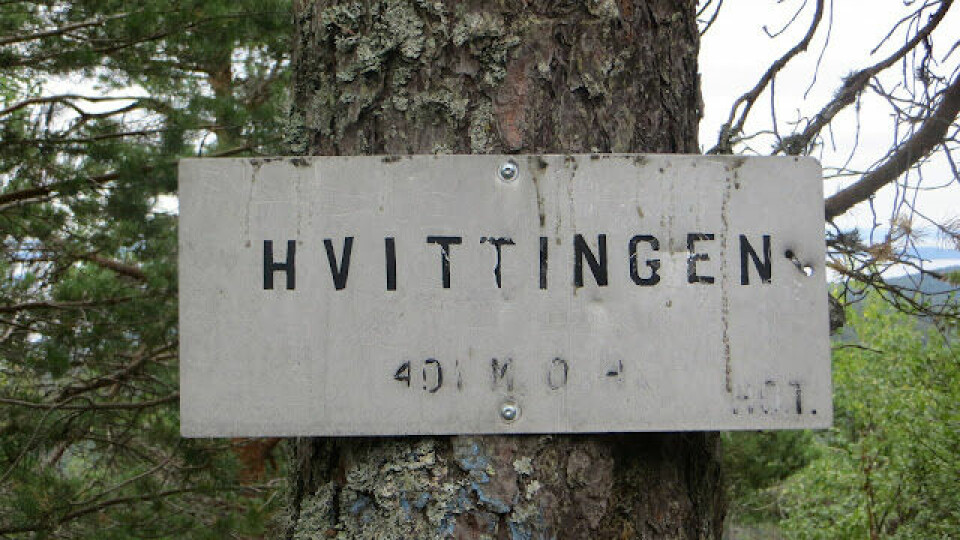 HVITTINGEN
401 M. O.